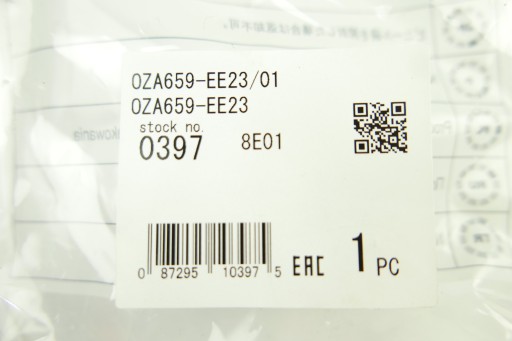 OZA659-EE23/01
OZA659-EE23
stock no.
0397 8E01
0 87295 10397 5
EAC 1 PC